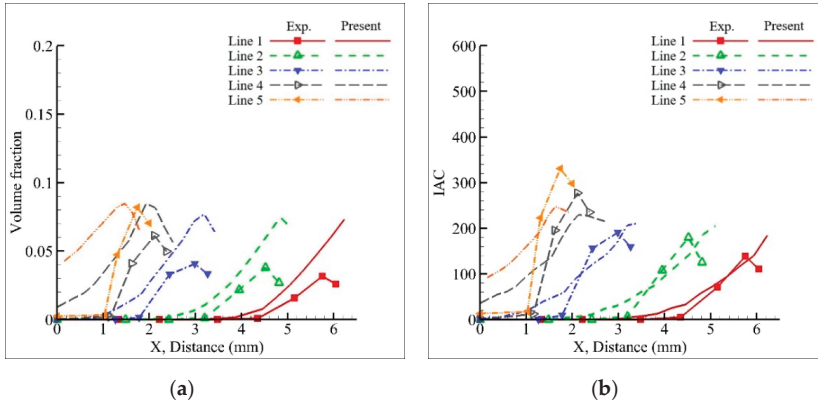 Exp. Present
Line 1
Line 2
Line 3
Line 4
Line 5
0.2
0.15
0.1
0.05
0
0 1 2 3 4 5 6
Volume fraction
X, Distance (mm)
(a)
Exp. Present
Line 1
Line 2
Line 3
Line 4
Line 5
600
500
400
300
200
100
0
0 1 2 3 4 5 6
IAC
X, Distance (mm)
(b)